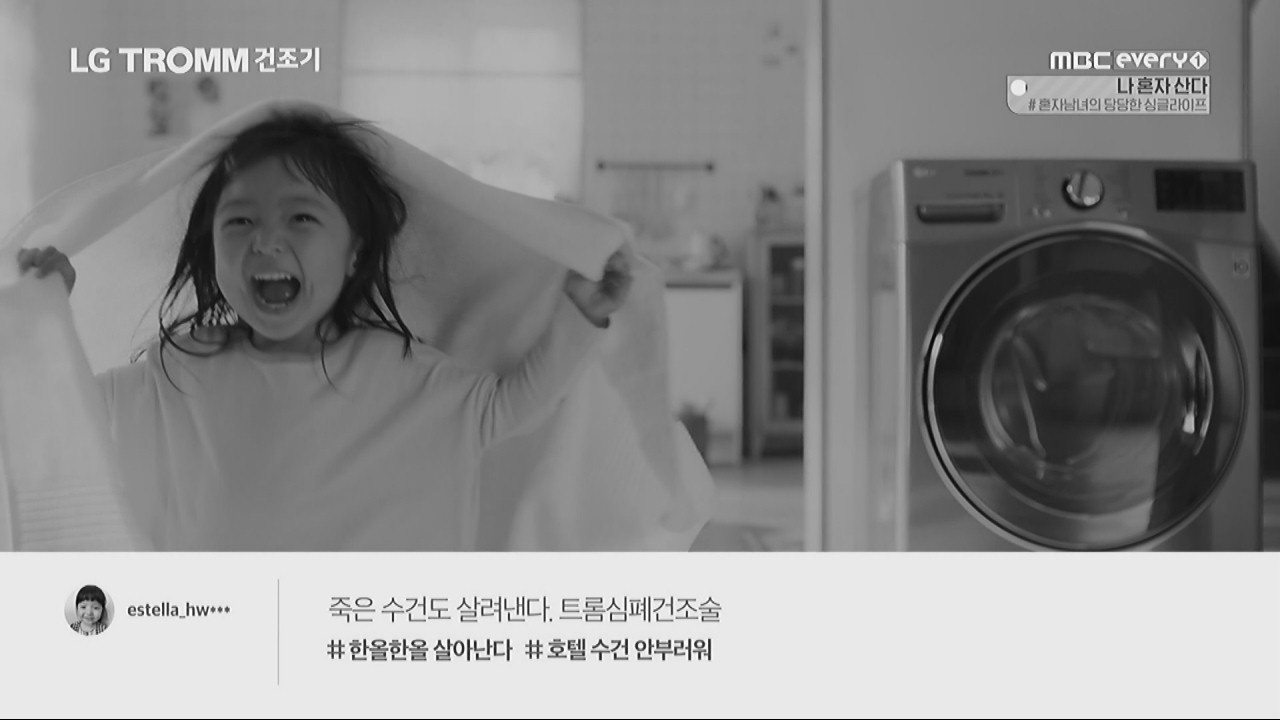 LG TROMM 건조기
MBC every1
나 혼자 산다
# 혼자남녀의 당당한 싱글라이프
estella_hw***
죽은 수건도 살려낸다. 트롬심폐건조술
# 한올한올 살아난다 # 호텔 수건 안부러워